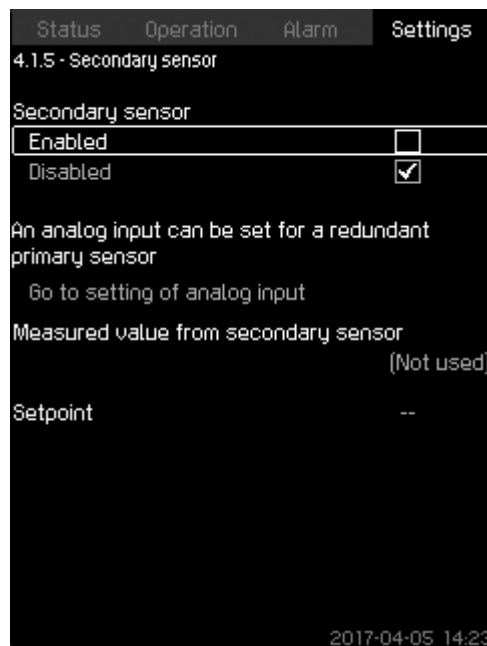 Status Operation Alarm Settings
4.1.5 - Secondary sensor
Secondary sensor
Enabled
Disabled
An analog input can be set for a redundant
primary sensor
Go to setting of analog input
Measured value from secondary sensor
(Not used)
Setpoint --
2017-04-05 14:23